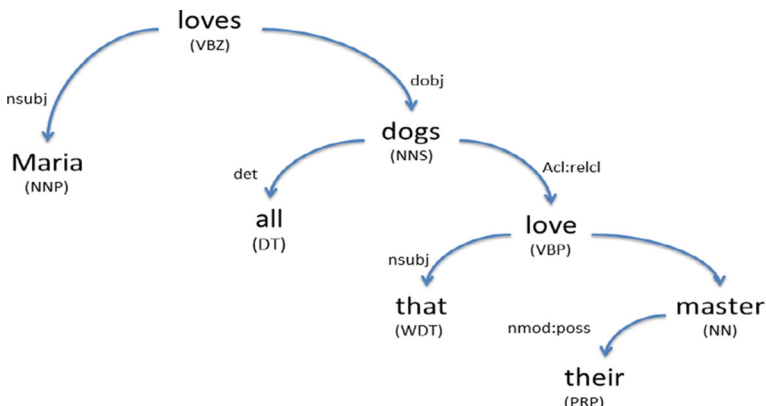 loves
(VBZ)
nsubj
dobj
Maria
(NNP)
dogs
(NNS)
det
Acl:relcl
all
(DT)
love
(VBP)
nsubj
that
(WDT)
master
(NN)
nmod:poss
their
(PRP)